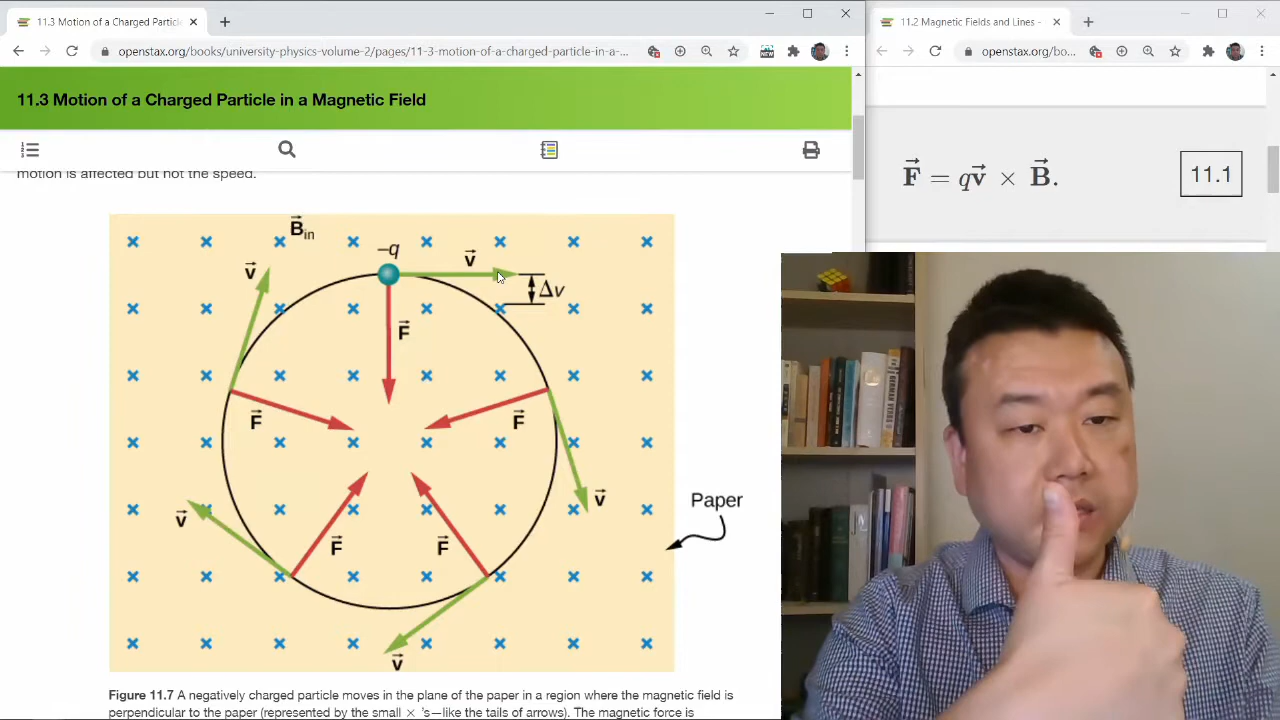 11.3 Motion of a Charged Particle
openstax.org/books/university-physics-volume-2/pages/11-3-motion-of-a-charged-particle-in-a-...
NEW
11.3 Motion of a Charged Particle in a Magnetic Field
motion is affected but not the speed.
B⃗in
−q
v⃗
v⃗
Δv
F⃗
F⃗
F⃗
v⃗
v⃗
F⃗
F⃗
v⃗
Paper
Figure 11.7 A negatively charged particle moves in the plane of the paper in a region where the magnetic field is
perpendicular to the paper (represented by the small × 's—like the tails of arrows). The magnetic force is
11.2 Magnetic Fields and Lines -
openstax.org/bo...
F⃗ = qv⃗ × B⃗.
11.1
GERMAN VERBS